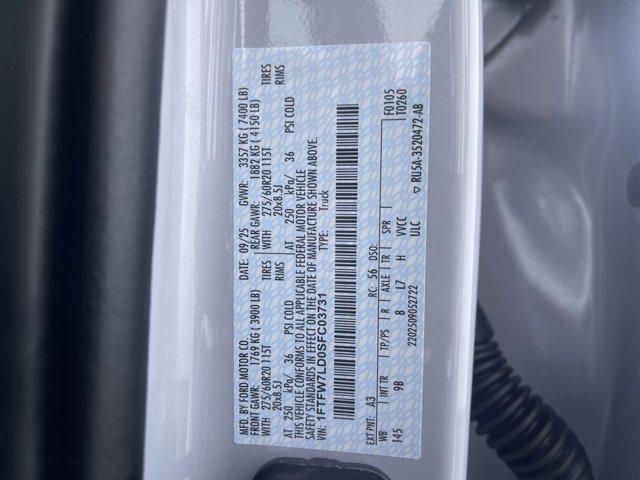 MFD. BY FORD MOTOR CO. DATE: 09/25 GVWR: 3357 KG ( 7400 LB)
FRONT GAWR: 1769 KG ( 3900 LB) REAR GAWR: 1882 KG ( 4150 LB)
WITH 275/60R20 115T TIRES WITH 275/60R20 115T TIRES
20x8.5J RIMS 20x8.5J RIMS
AT 250 kPa/ 36 PSI COLD AT 250 kPa/ 36 PSI COLD
THIS VEHICLE CONFORMS TO ALL APPLICABLE FEDERAL MOTOR VEHICLE
SAFETY STANDARDS IN EFFECT ON THE DATE OF MANUFACTURE SHOWN ABOVE.
VIN: 1FTFW7LD0SFC03731 TYPE: Truck
F0105
T0260
EXT PNT: A3 RC: 56 DSO:
WB INT TR TP/PS R AXLE TR SPR
145 9B 8 L7 H VVCC
ULC
2202509052722 ▽ RU5A-3520472-AB